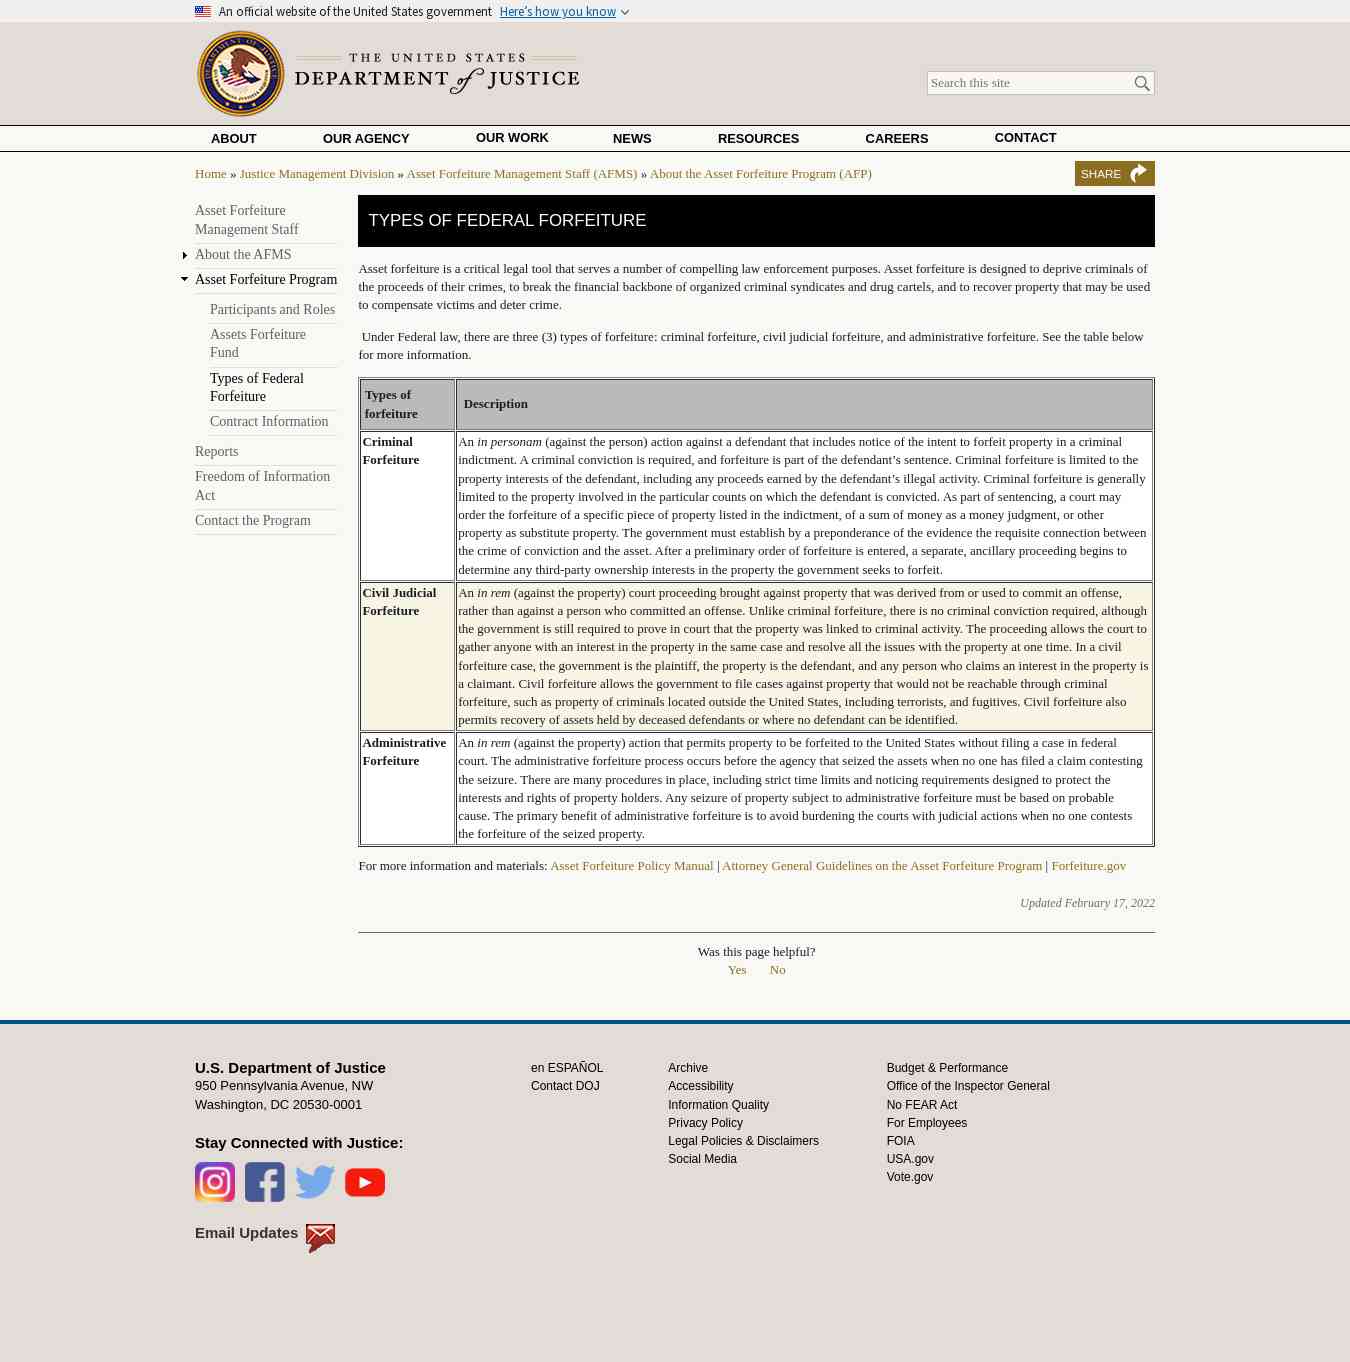 An official website of the United States government Here's how you know
THE UNITED STATES
DEPARTMENT of JUSTICE
Search this site
ABOUT OUR AGENCY OUR WORK NEWS RESOURCES CAREERS CONTACT
Home » Justice Management Division » Asset Forfeiture Management Staff (AFMS) » About the Asset Forfeiture Program (AFP)
SHARE
Asset Forfeiture
Management Staff
About the AFMS
Asset Forfeiture Program
Participants and Roles
Assets Forfeiture
Fund
Types of Federal
Forfeiture
Contract Information
Reports
Freedom of Information
Act
Contact the Program
TYPES OF FEDERAL FORFEITURE
Asset forfeiture is a critical legal tool that serves a number of compelling law enforcement purposes. Asset forfeiture is designed to deprive criminals of
the proceeds of their crimes, to break the financial backbone of organized criminal syndicates and drug cartels, and to recover property that may be used
to compensate victims and deter crime.
Under Federal law, there are three (3) types of forfeiture: criminal forfeiture, civil judicial forfeiture, and administrative forfeiture. See the table below
for more information.
Types of
forfeiture
Description
Criminal
Forfeiture
An in personam (against the person) action against a defendant that includes notice of the intent to forfeit property in a criminal
indictment. A criminal conviction is required, and forfeiture is part of the defendant's sentence. Criminal forfeiture is limited to the
property interests of the defendant, including any proceeds earned by the defendant's illegal activity. Criminal forfeiture is generally
limited to the property involved in the particular counts on which the defendant is convicted. As part of sentencing, a court may
order the forfeiture of a specific piece of property listed in the indictment, of a sum of money as a money judgment, or other
property as substitute property. The government must establish by a preponderance of the evidence the requisite connection between
the crime of conviction and the asset. After a preliminary order of forfeiture is entered, a separate, ancillary proceeding begins to
determine any third-party ownership interests in the property the government seeks to forfeit.
Civil Judicial
Forfeiture
An in rem (against the property) court proceeding brought against property that was derived from or used to commit an offense,
rather than against a person who committed an offense. Unlike criminal forfeiture, there is no criminal conviction required, although
the government is still required to prove in court that the property was linked to criminal activity. The proceeding allows the court to
gather anyone with an interest in the property in the same case and resolve all the issues with the property at one time. In a civil
forfeiture case, the government is the plaintiff, the property is the defendant, and any person who claims an interest in the property is
a claimant. Civil forfeiture allows the government to file cases against property that would not be reachable through criminal
forfeiture, such as property of criminals located outside the United States, including terrorists, and fugitives. Civil forfeiture also
permits recovery of assets held by deceased defendants or where no defendant can be identified.
Administrative
Forfeiture
An in rem (against the property) action that permits property to be forfeited to the United States without filing a case in federal
court. The administrative forfeiture process occurs before the agency that seized the assets when no one has filed a claim contesting
the seizure. There are many procedures in place, including strict time limits and noticing requirements designed to protect the
interests and rights of property holders. Any seizure of property subject to administrative forfeiture must be based on probable
cause. The primary benefit of administrative forfeiture is to avoid burdening the courts with judicial actions when no one contests
the forfeiture of the seized property.
For more information and materials: Asset Forfeiture Policy Manual | Attorney General Guidelines on the Asset Forfeiture Program | Forfeiture.gov
Updated February 17, 2022
Was this page helpful?
Yes No
U.S. Department of Justice
950 Pennsylvania Avenue, NW
Washington, DC 20530-0001
Stay Connected with Justice:
Email Updates
en ESPAÑOL
Contact DOJ
Archive
Accessibility
Information Quality
Privacy Policy
Legal Policies & Disclaimers
Social Media
Budget & Performance
Office of the Inspector General
No FEAR Act
For Employees
FOIA
USA.gov
Vote.gov